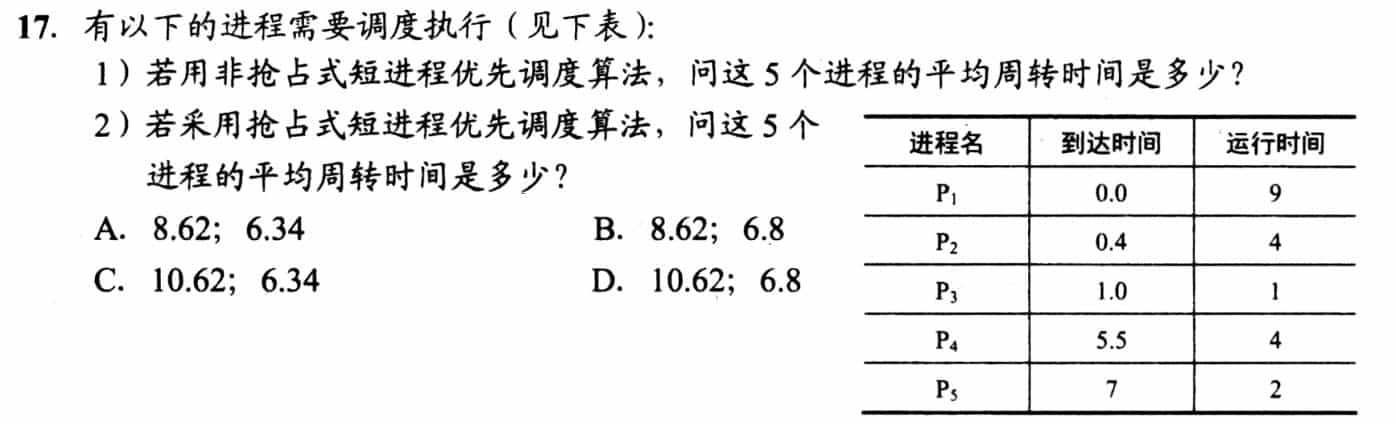 17. 有以下的进程需要调度执行（见下表）：
1）若用非抢占式短进程优先调度算法，问这 5 个进程的平均周转时间是多少？
2）若采用抢占式短进程优先调度算法，问这 5 个
进程的平均周转时间是多少？
A. 8.62；6.34 B. 8.62；6.8
C. 10.62；6.34 D. 10.62；6.8
进程名 到达时间 运行时间
P₁ 0.0 9
P₂ 0.4 4
P₃ 1.0 1
P₄ 5.5 4
P₅ 7 2